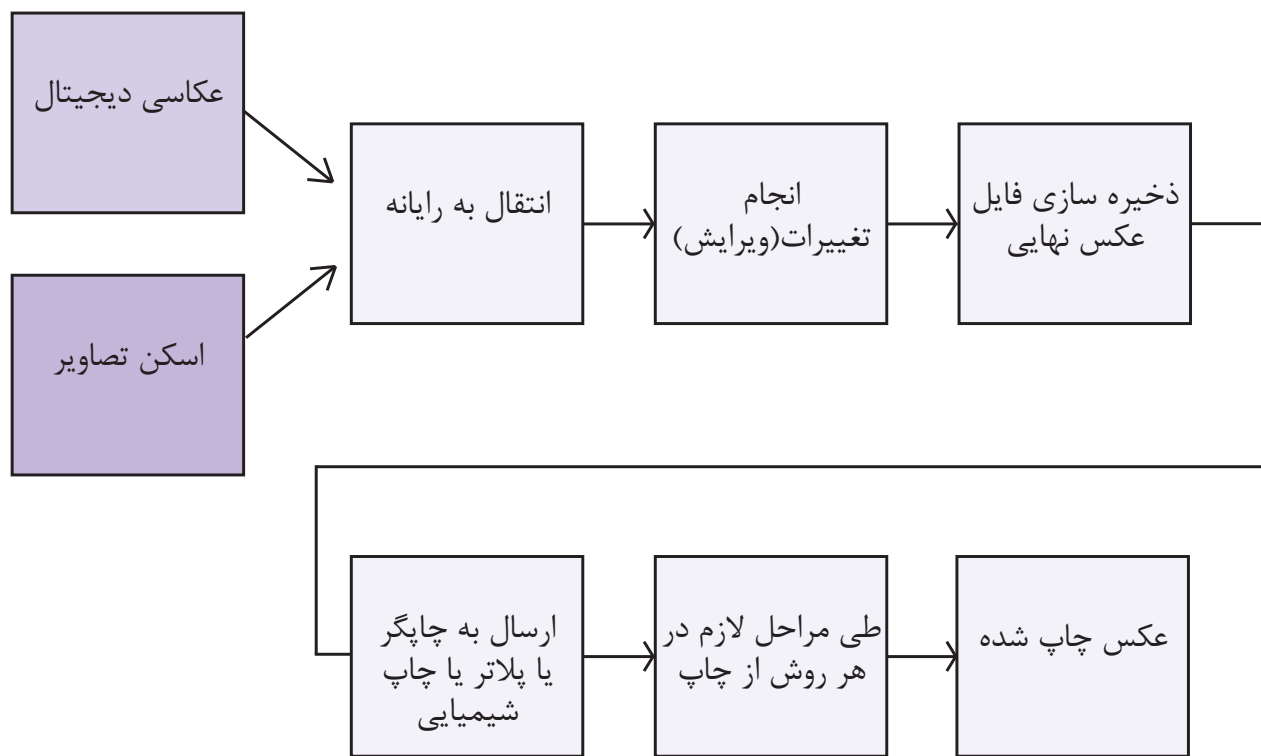 عکاسی دیجیتال
اسکن تصاویر
انتقال به رایانه
انجام
تغییرات(ویرایش)
ذخیره سازی فایل
عکس نهایی
ارسال به چاپگر
یا پلاتر یا چاپ
شیمیایی
طی مراحل لازم در
هر روش از چاپ
عکس چاپ شده